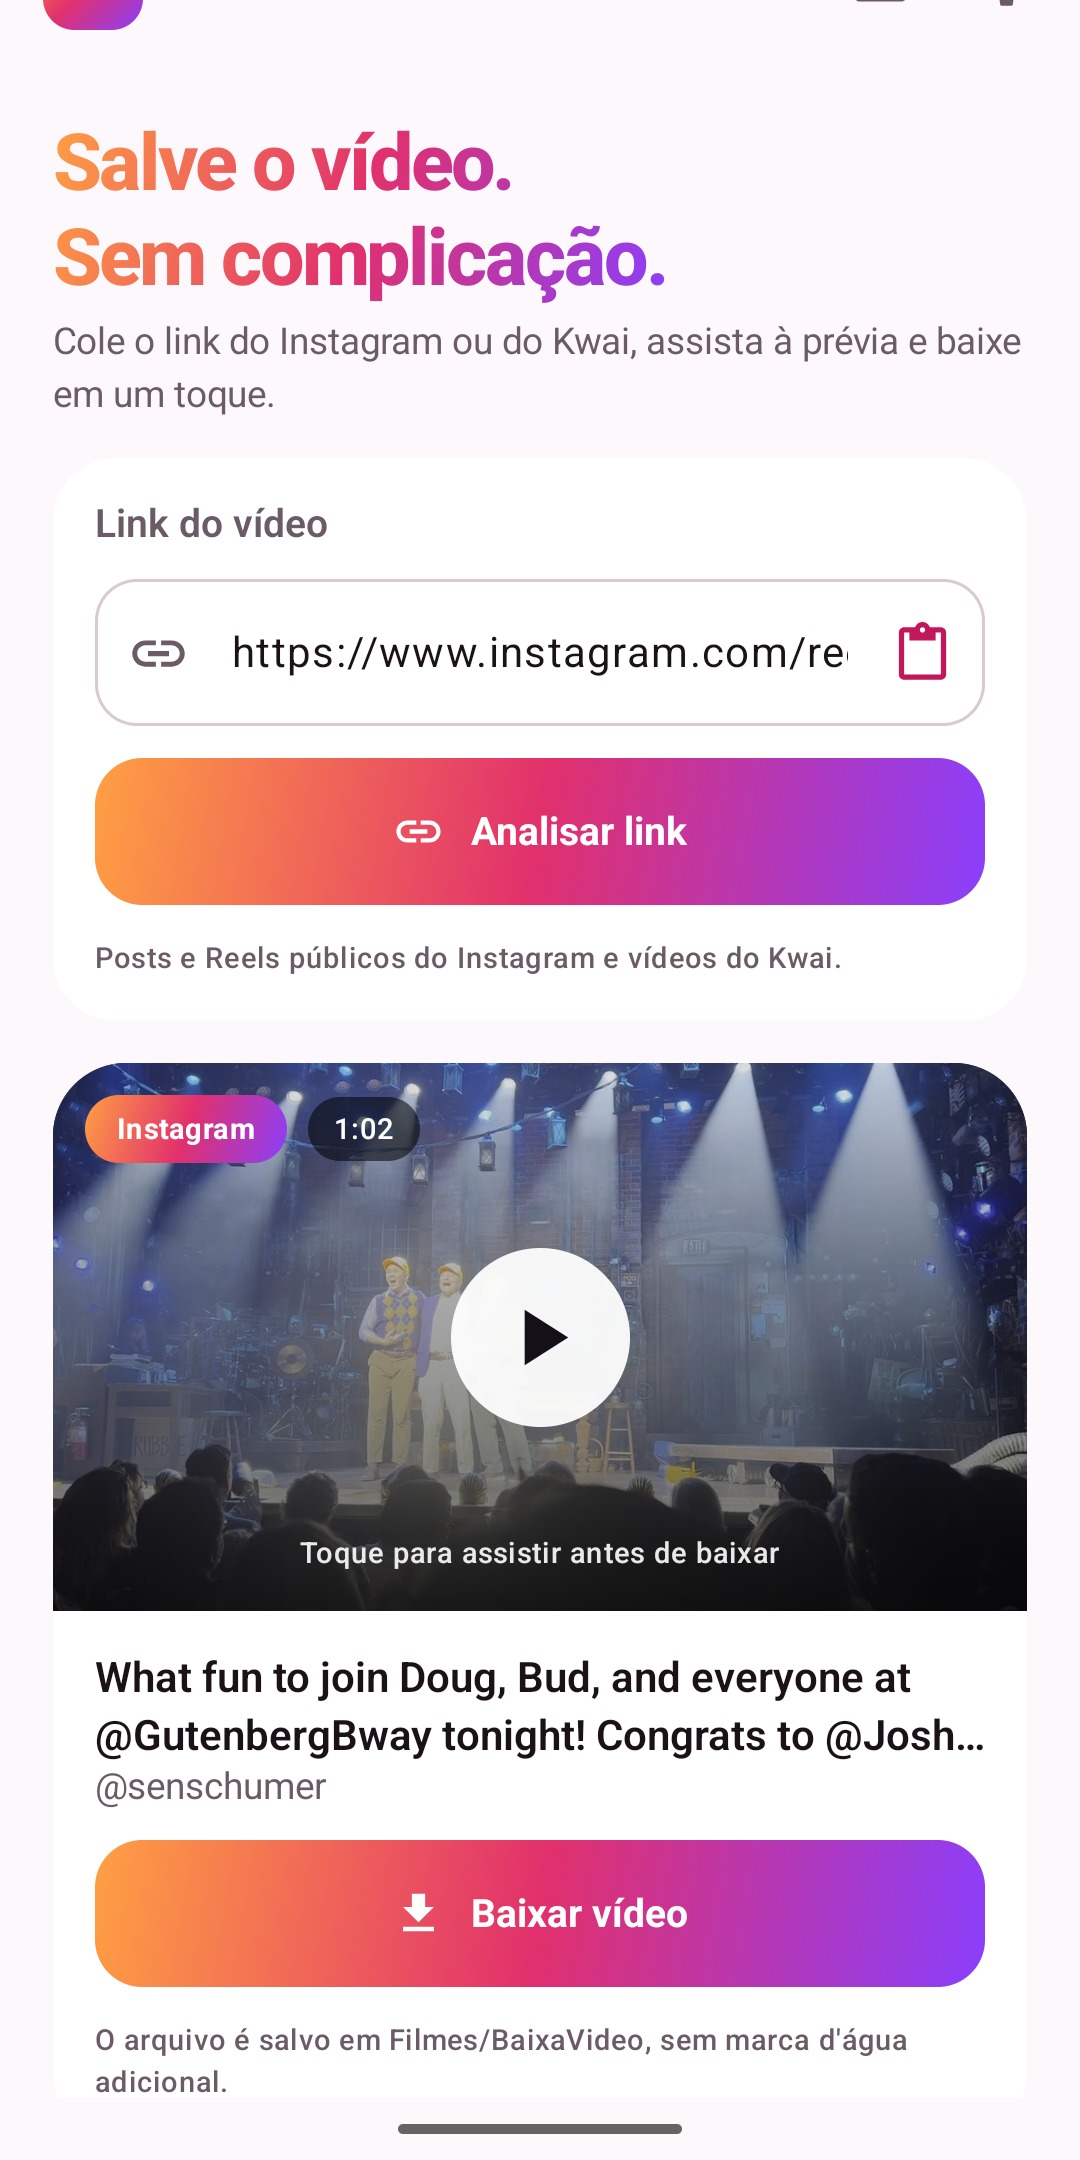 Salve o vídeo.
Sem complicação.
Cole o link do Instagram ou do Kwai, assista à prévia e baixe
em um toque.
Link do vídeo
https://www.instagram.com/re
Analisar link
Posts e Reels públicos do Instagram e vídeos do Kwai.
Instagram
1:02
EXIT
Toque para assistir antes de baixar
What fun to join Doug, Bud, and everyone at
@GutenbergBway tonight! Congrats to @Josh…
@senschumer
Baixar vídeo
O arquivo é salvo em Filmes/BaixaVideo, sem marca d'água
adicional.